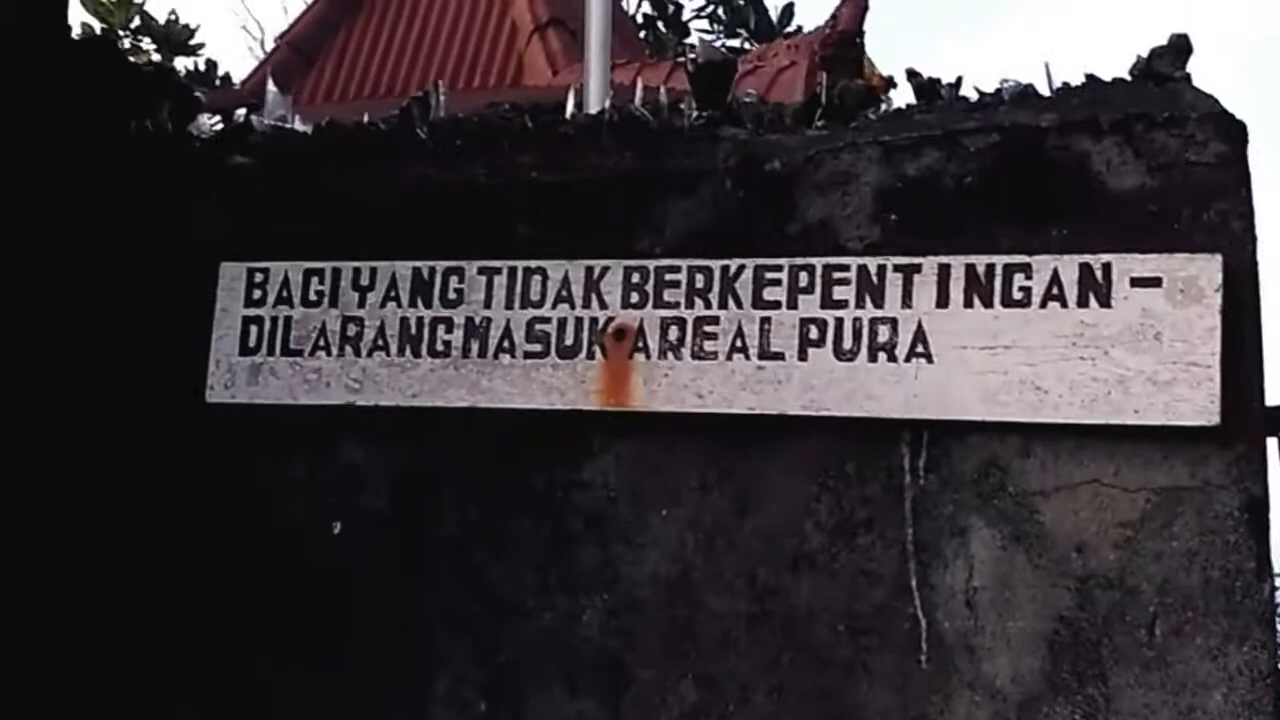 BAGI YANG TIDAK BERKEPENTINGAN -
DILARANG MASUK AREAL PURA